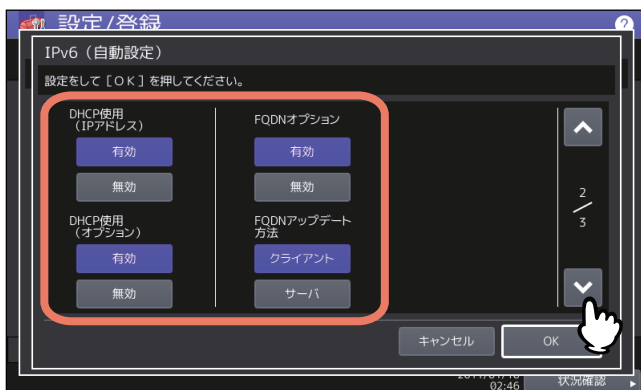 設定/登録
?
IPv6（自動設定）
設定をして［ＯＫ］を押してください。
DHCP使用
（IPアドレス）
有効
無効
DHCP使用
（オプション）
有効
無効
FQDNオプション
有効
無効
FQDNアップデート
方法
クライアント
サーバ
2
3
キャンセル
OK
02:46
状況確認